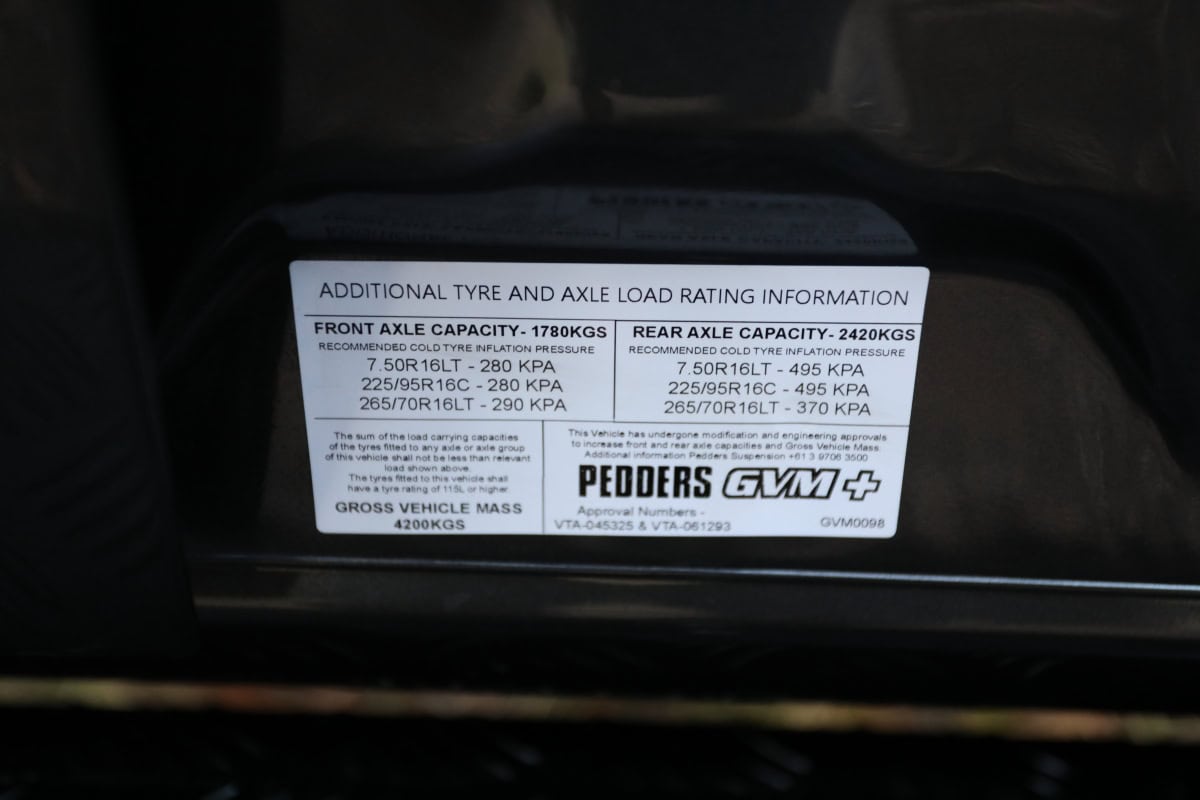 ADDITIONAL TYRE AND AXLE LOAD RATING INFORMATION
FRONT AXLE CAPACITY- 1780KGS
RECOMMENDED COLD TYRE INFLATION PRESSURE
7.50R16LT - 280 KPA
225/95R16C - 280 KPA
265/70R16LT - 290 KPA
REAR AXLE CAPACITY- 2420KGS
RECOMMENDED COLD TYRE INFLATION PRESSURE
7.50R16LT - 495 KPA
225/95R16C - 495 KPA
265/70R16LT - 370 KPA
The sum of the load carrying capacities
of the tyres fitted to any axle or axle group
of this vehicle shall not be less than relevant
load shown above.
The tyres fitted to this vehicle shall
have a tyre rating of 115L or higher.
GROSS VEHICLE MASS
4200KGS
This Vehicle has undergone modification and engineering approvals
to increase front and rear axle capacities and Gross Vehicle Mass.
Additional information Pedders Suspension +61 3 9706 3500
PEDDERS GVM+
Approval Numbers -
VTA-045325 & VTA-061293
GVM0098